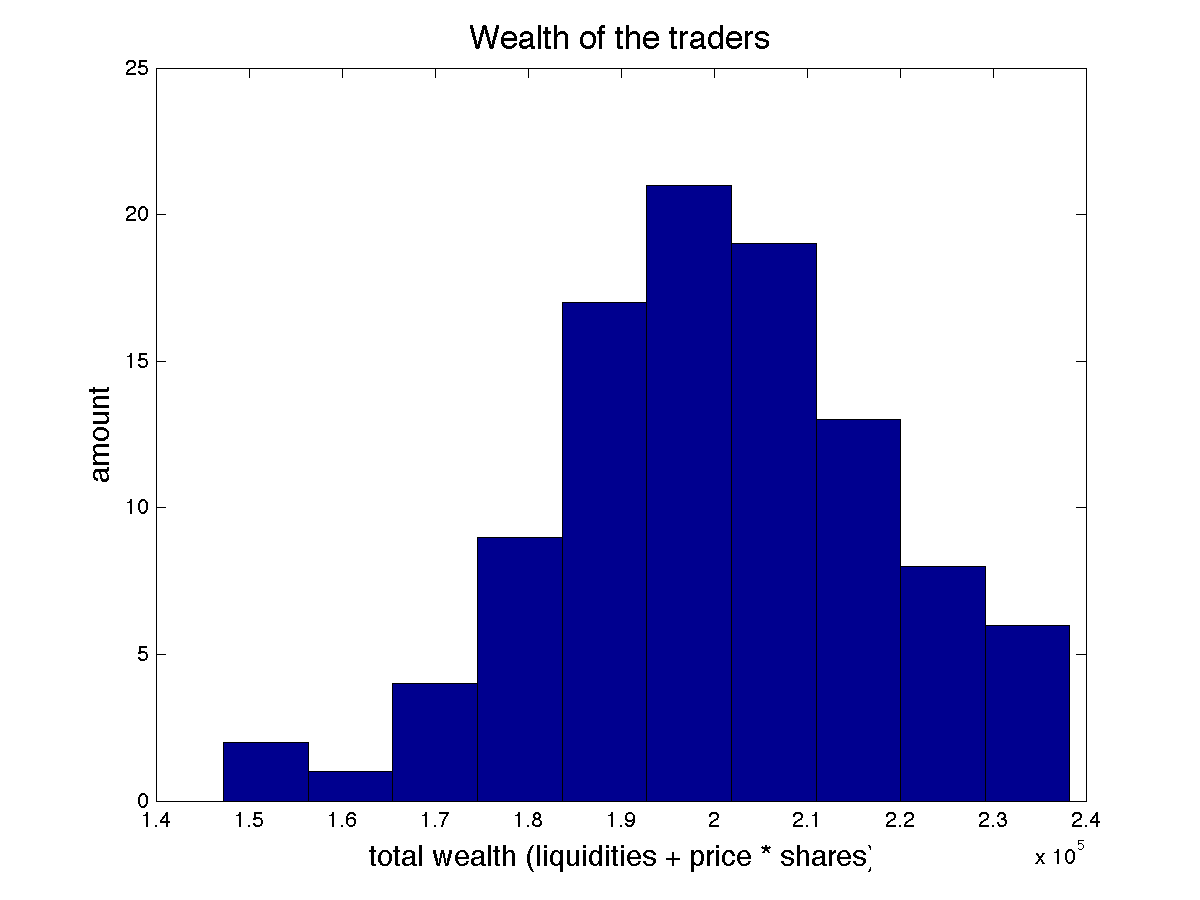 Wealth of the traders
25
20
15
10
5
0
amount
1.4 1.5 1.6 1.7 1.8 1.9 2 2.1 2.2 2.3 2.4
x 10^5
total wealth (liquidities + price * shares)